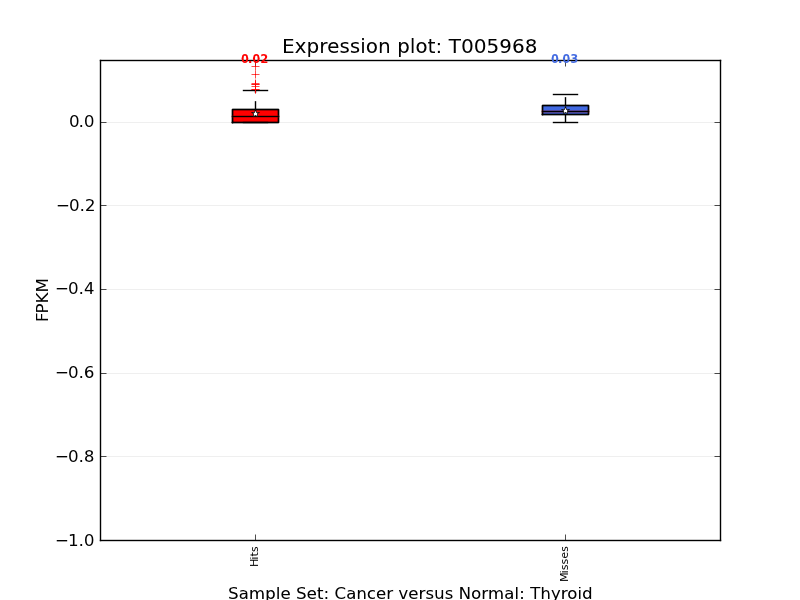 Expression plot: T005968
0.02
0.03
0.0
−0.2
−0.4
−0.6
−0.8
−1.0
FPKM
Hits
Misses
Sample Set: Cancer versus Normal: Thyroid